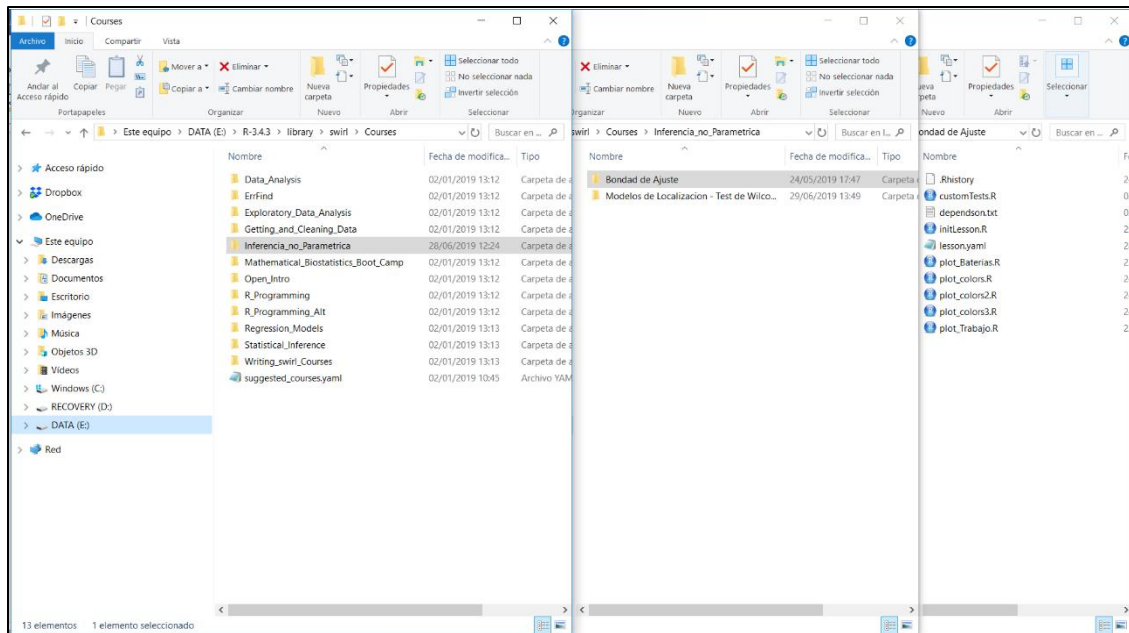 Courses
Archivo Inicio Compartir Vista
Anclar al Acceso rápido
Copiar
Pegar
Mover a
Copiar a
Eliminar
Cambiar nombre
Nueva carpeta
Propiedades
Seleccionar todo
No seleccionar nada
Invertir selección
Portapapeles Organizar Nuevo Abrir Seleccionar
Este equipo > DATA (E:) > R-3.4.3 > library > swirl > Courses
Buscar en ...
Acceso rápido
Dropbox
OneDrive
Este equipo
Descargas
Documentos
Escritorio
Imágenes
Música
Objetos 3D
Vídeos
Windows (C:)
RECOVERY (D:)
DATA (E:)
Red
Nombre Fecha de modifica... Tipo
Data_Analysis 02/01/2019 13:12 Carpeta de a
ErrFind 02/01/2019 13:12 Carpeta de a
Exploratory_Data_Analysis 02/01/2019 13:12 Carpeta de a
Getting_and_Cleaning_Data 02/01/2019 13:12 Carpeta de a
Inferencia_no_Parametrica 28/06/2019 12:24 Carpeta de a
Mathematical_Biostatistics_Boot_Camp 02/01/2019 13:12 Carpeta de a
Open_Intro 02/01/2019 13:12 Carpeta de a
R_Programming 02/01/2019 13:12 Carpeta de a
R_Programming_Alt 02/01/2019 13:12 Carpeta de a
Regression_Models 02/01/2019 13:13 Carpeta de a
Statistical_Inference 02/01/2019 13:13 Carpeta de a
Writing_swirl_Courses 02/01/2019 13:13 Carpeta de a
suggested_courses.yaml 02/01/2019 10:45 Archivo YAM
13 elementos 1 elemento seleccionado
Eliminar
Cambiar nombre
Nueva carpeta
Propiedades
Seleccionar todo
No seleccionar nada
Invertir selección
rganizar Nuevo Abrir Seleccionar
swirl > Courses > Inferencia_no_Parametrica
Buscar en I...
Nombre Fecha de modifica... Tipo
Bondad de Ajuste 24/05/2019 17:47 Carpeta
Modelos de Localizacion - Test de Wilco... 29/06/2019 13:49 Carpeta
Propiedades
Seleccionar
Nuevo Abrir
ondad de Ajuste
Buscar en ...
Nombre
.Rhistory
customTests.R
dependson.txt
initLesson.R
lesson.yaml
plot_Baterias.R
plot_colors.R
plot_colors2.R
plot_colors3.R
plot_Trabajo.R